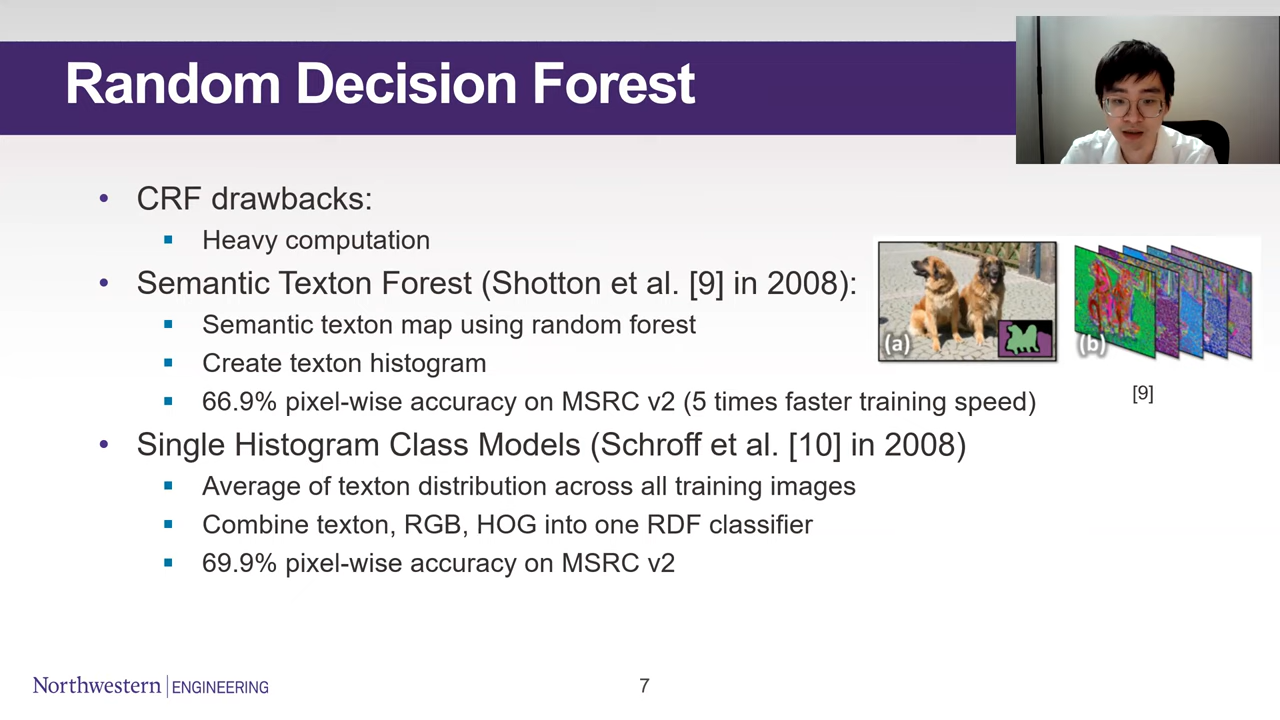 Random Decision Forest
• CRF drawbacks:
▪ Heavy computation
• Semantic Texton Forest (Shotton et al. [9] in 2008):
▪ Semantic texton map using random forest
▪ Create texton histogram
▪ 66.9% pixel-wise accuracy on MSRC v2 (5 times faster training speed)
• Single Histogram Class Models (Schroff et al. [10] in 2008)
▪ Average of texton distribution across all training images
▪ Combine texton, RGB, HOG into one RDF classifier
▪ 69.9% pixel-wise accuracy on MSRC v2
(a)
(b)
[9]
Northwestern | ENGINEERING
7